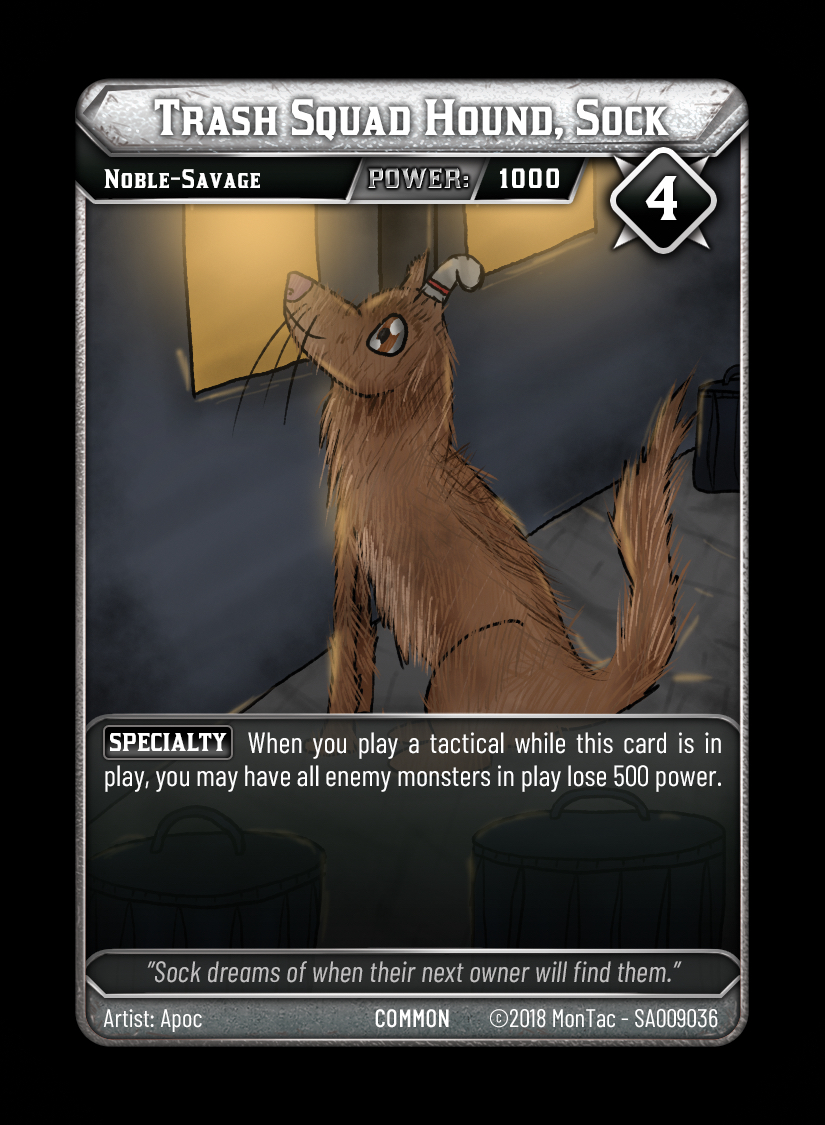 Trash Squad Hound, Sock
Noble-Savage POWER: 1000
4
SPECIALTY When you play a tactical while this card is in
play, you may have all enemy monsters in play lose 500 power.
"Sock dreams of when their next owner will find them."
Artist: Apoc COMMON ©2018 MonTac - SA009036